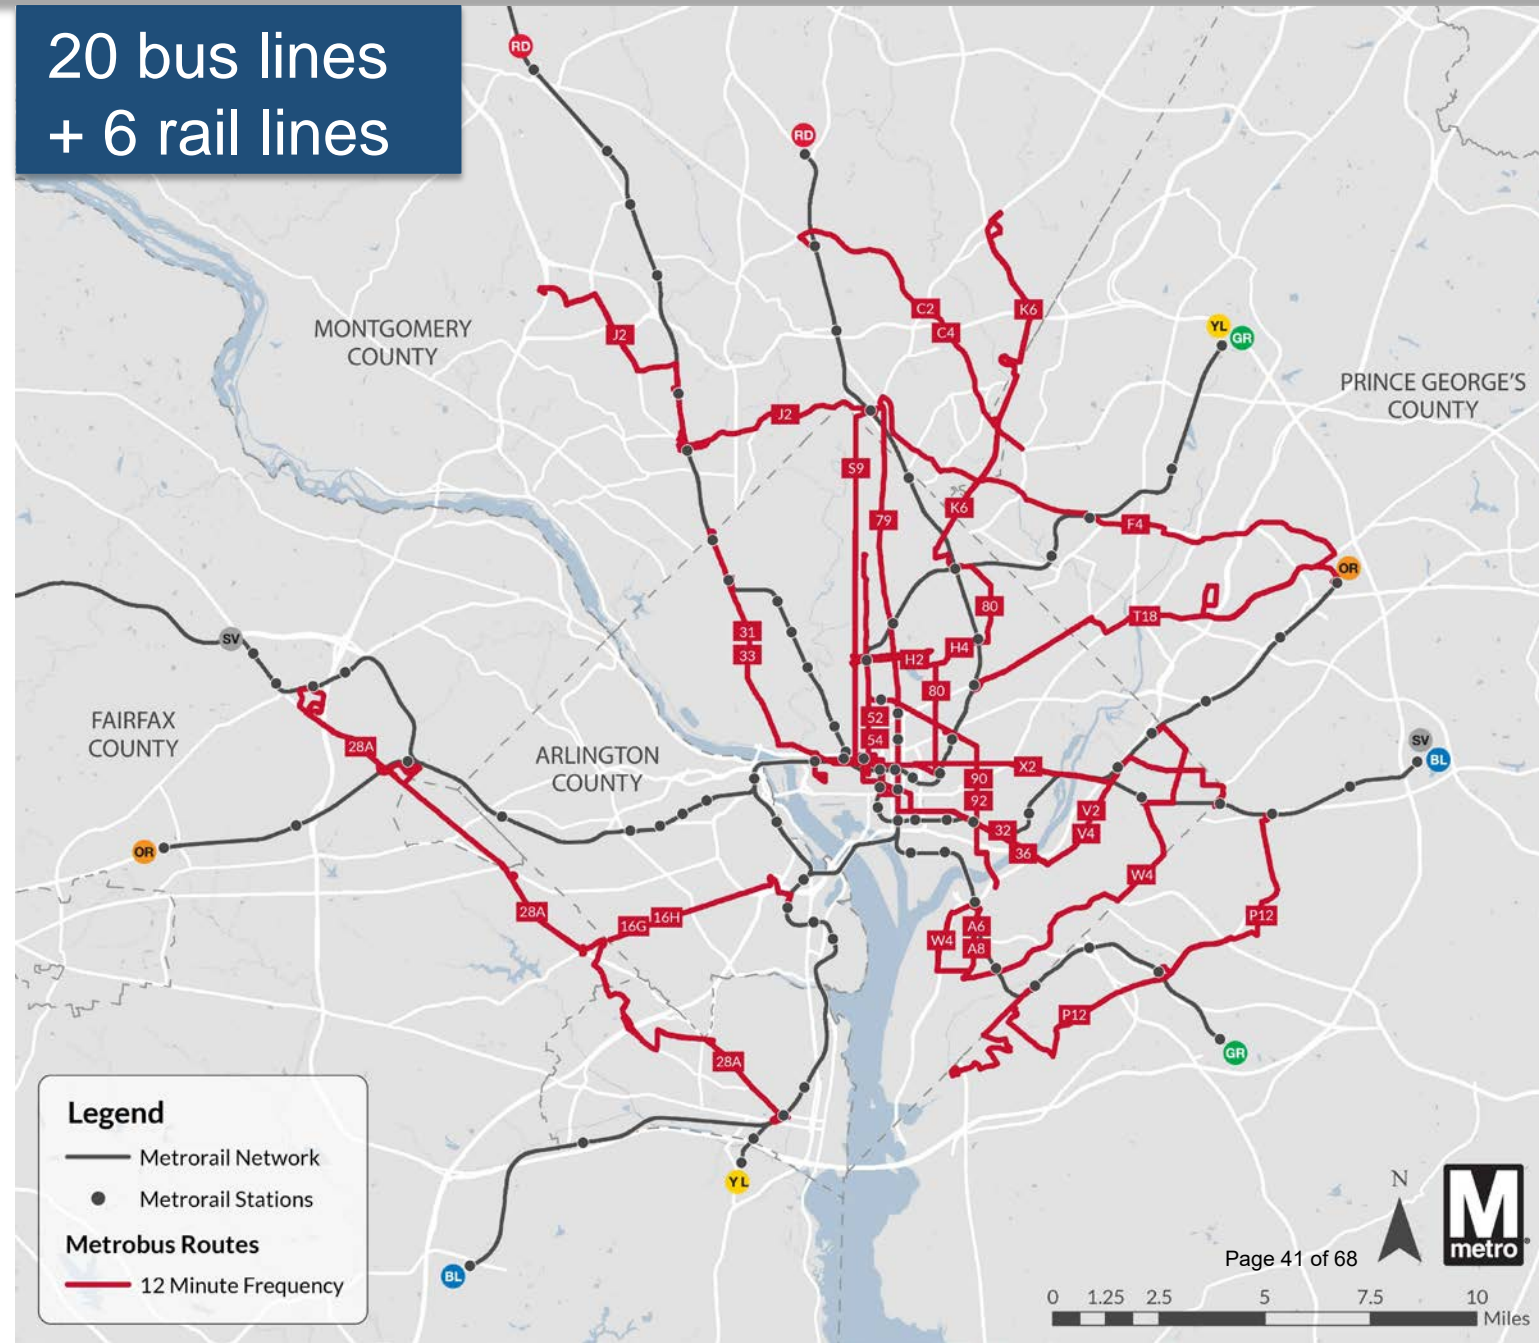 20 bus lines
+ 6 rail lines
RD
RD
C2
K6
MONTGOMERY
COUNTY
J2
C4
YL
GR
PRINCE GEORGE'S
COUNTY
J2
S9
K6
79
F4
OR
80
T18
SV
31
33
H2
H4
80
FAIRFAX
COUNTY
28A
ARLINGTON
COUNTY
52
54
SV
BL
X2
90
92
V2
V4
32
36
OR
W4
28A
16G
16H
P12
W4
A6
A8
P12
GR
28A
YL
BL
Legend
Metrorail Network
Metrorail Stations
Metrobus Routes
12 Minute Frequency
N
M
metro
Page 41 of 68
0 1.25 2.5 5 7.5 10
Miles